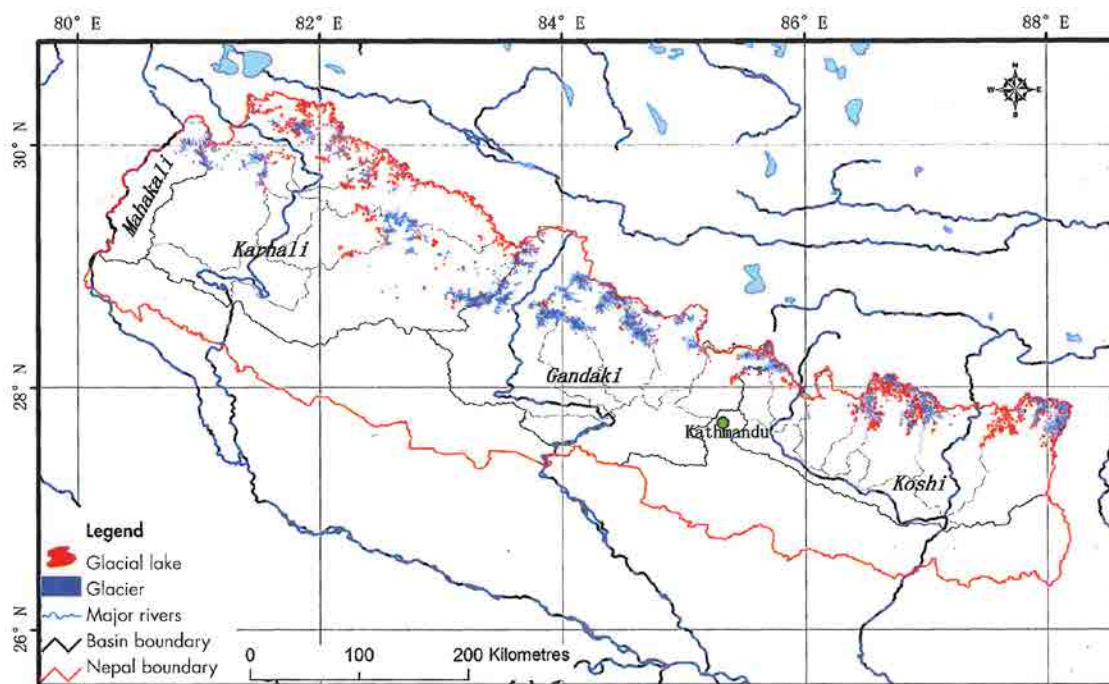 80° E 82° E 84° E 86° E 88° E
N
W E
S
30° N
28° N
26° N
Mahakali
Karnali
Gandaki
Kathmandu
Koshi
Legend
Glacial lake
Glacier
Major rivers
Basin boundary
Nepal boundary
0 100 200 Kilometres